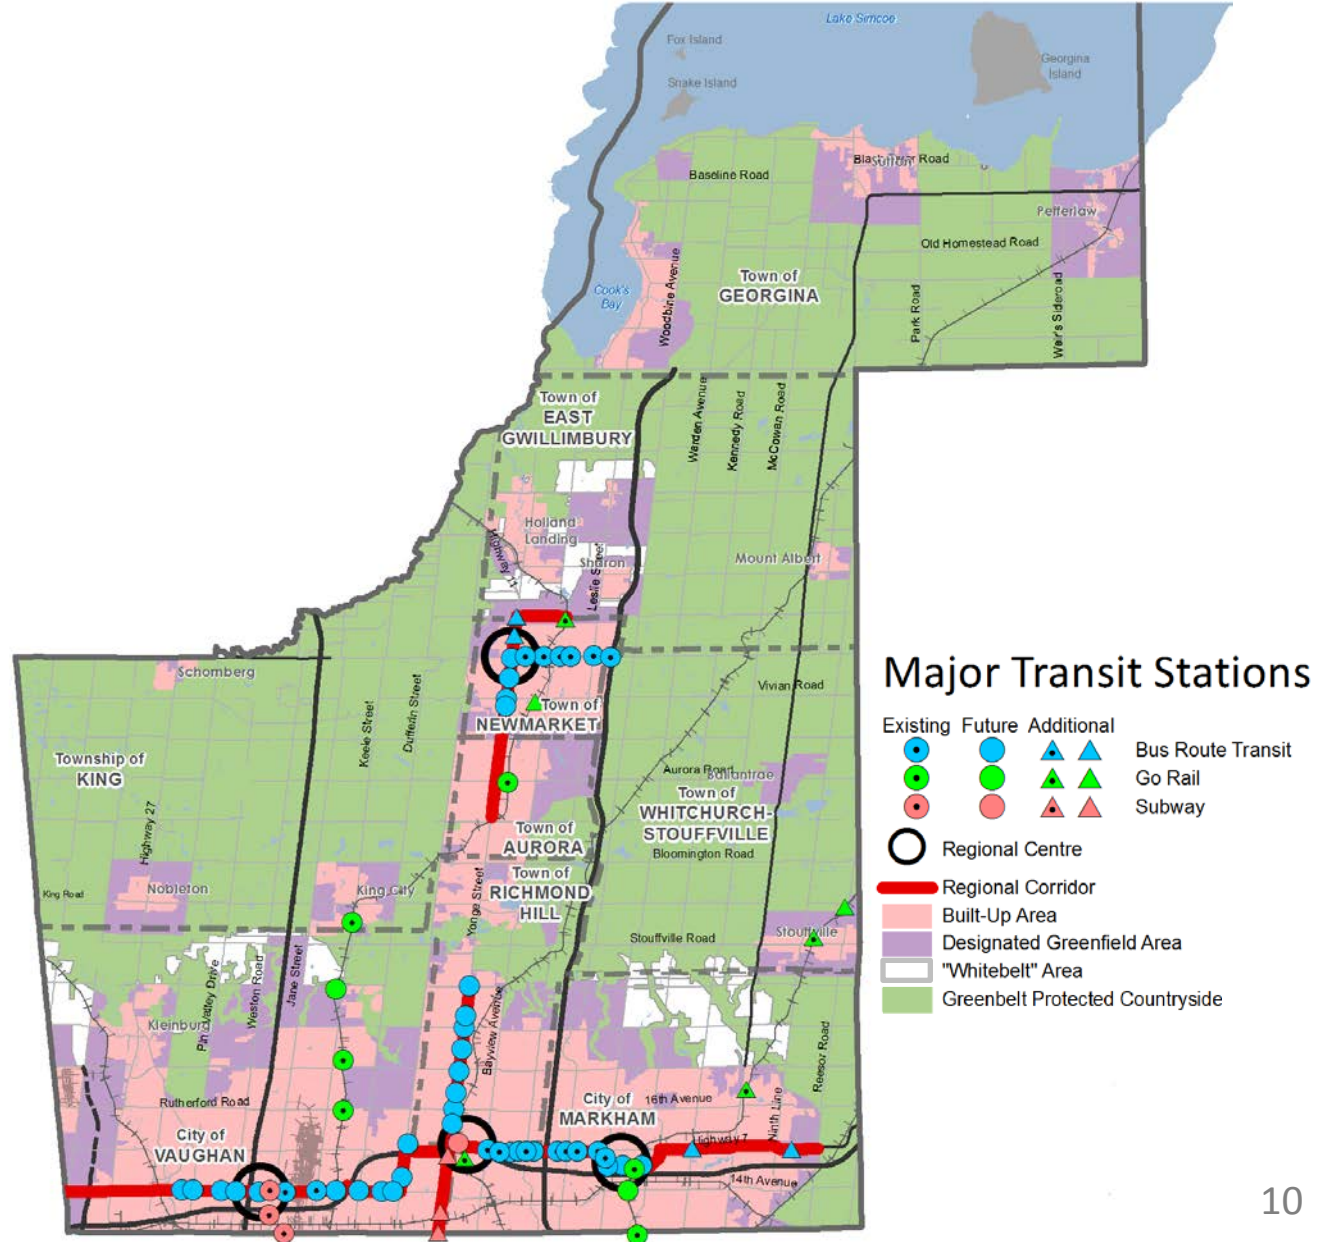 Lake Simcoe
Fox Island
Georgina
Island
Snake Island
Baseline Road
Sutton
Pefferlaw
Old Homestead Road
Town of
GEORGINA
Cook's
Bay
Woodbine Avenue
Park Road
Weir's Sideroad
Town of
EAST
GWILLIMBURY
Warden Avenue
Kennedy Road
McCowan Road
Holland
Landing
Highway 11
Sharon
Leslie Street
Mount Albert
Schomberg
Vivian Road
Town of
NEWMARKET
Keele Street
Dufferin Street
Township of
KING
Aurora Road
Ballantrae
Town of
WHITCHURCH-
STOUFFVILLE
Highway 27
Town of
AURORA
Bloomington Road
Town of
RICHMOND
HILL
King Road
Nobleton
King City
Yonge Street
Stouffville Road
Stouffville
Jane Street
Weston Road
Valley Drive
Kleinburg
Bayview Avenue
Reesor Road
Rutherford Road
City of
VAUGHAN
City of
MARKHAM
16th Avenue
Ninth Line
Highway 7
14th Avenue
Major Transit Stations
Existing Future Additional
Bus Route Transit
Go Rail
Subway
Regional Centre
Regional Corridor
Built-Up Area
Designated Greenfield Area
"Whitebelt" Area
Greenbelt Protected Countryside
10